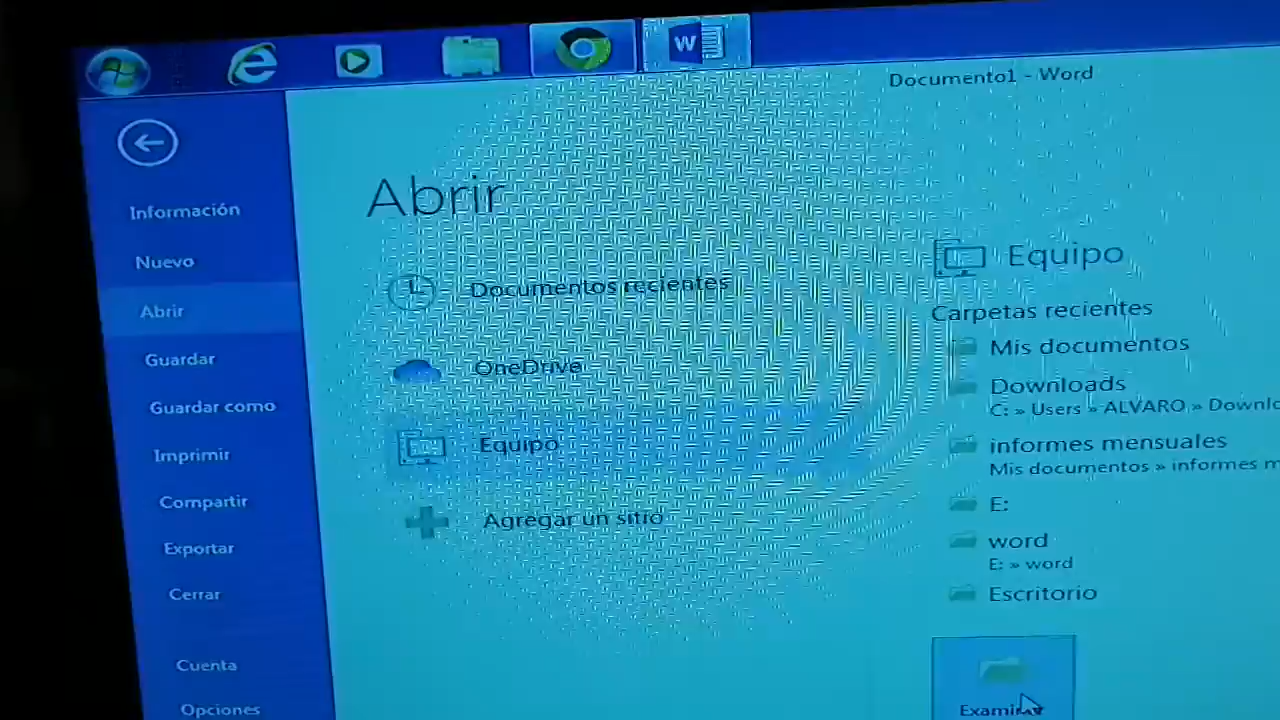 Documento1 - Word
Información
Nuevo
Abrir
Guardar
Guardar como
Imprimir
Compartir
Exportar
Cerrar
Cuenta
Opciones
Abrir
Documentos recientes
OneDrive
Equipo
Agregar un sitio
Equipo
Carpetas recientes
Mis documentos
Downloads
C: » Users » ALVARO » Downlo
informes mensuales
Mis documentos » informes m
E:
word
E: » word
Escritorio
Examinar